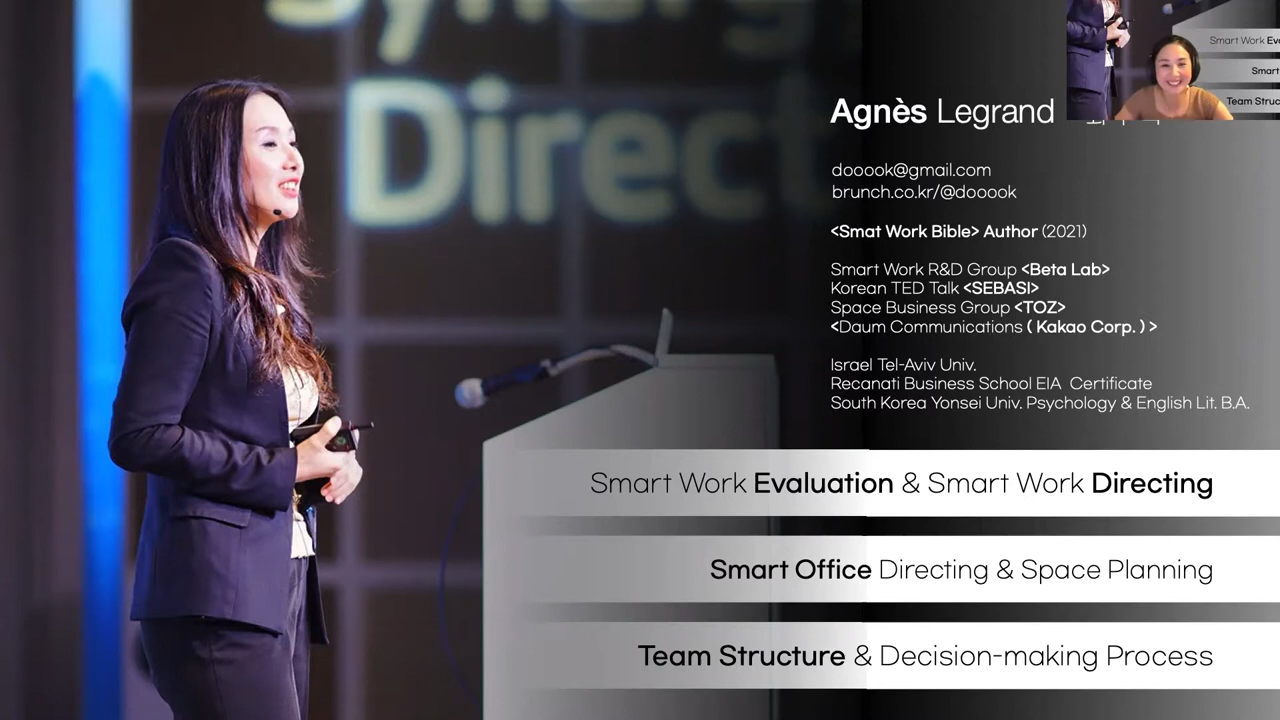 Direct
Agnès Legrand
dooook@gmail.com
brunch.co.kr/@dooook
<Smat Work Bible> Author (2021)
Smart Work R&D Group <Beta Lab>
Korean TED Talk <SEBASI>
Space Business Group <TOZ>
<Daum Communications ( Kakao Corp. ) >
Israel Tel-Aviv Univ.
Recanati Business School EIA Certificate
South Korea Yonsei Univ. Psychology & English Lit. B.A.
Smart Work Evaluation & Smart Work Directing
Smart Office Directing & Space Planning
Team Structure & Decision-making Process
Smart Work
Smart
Team